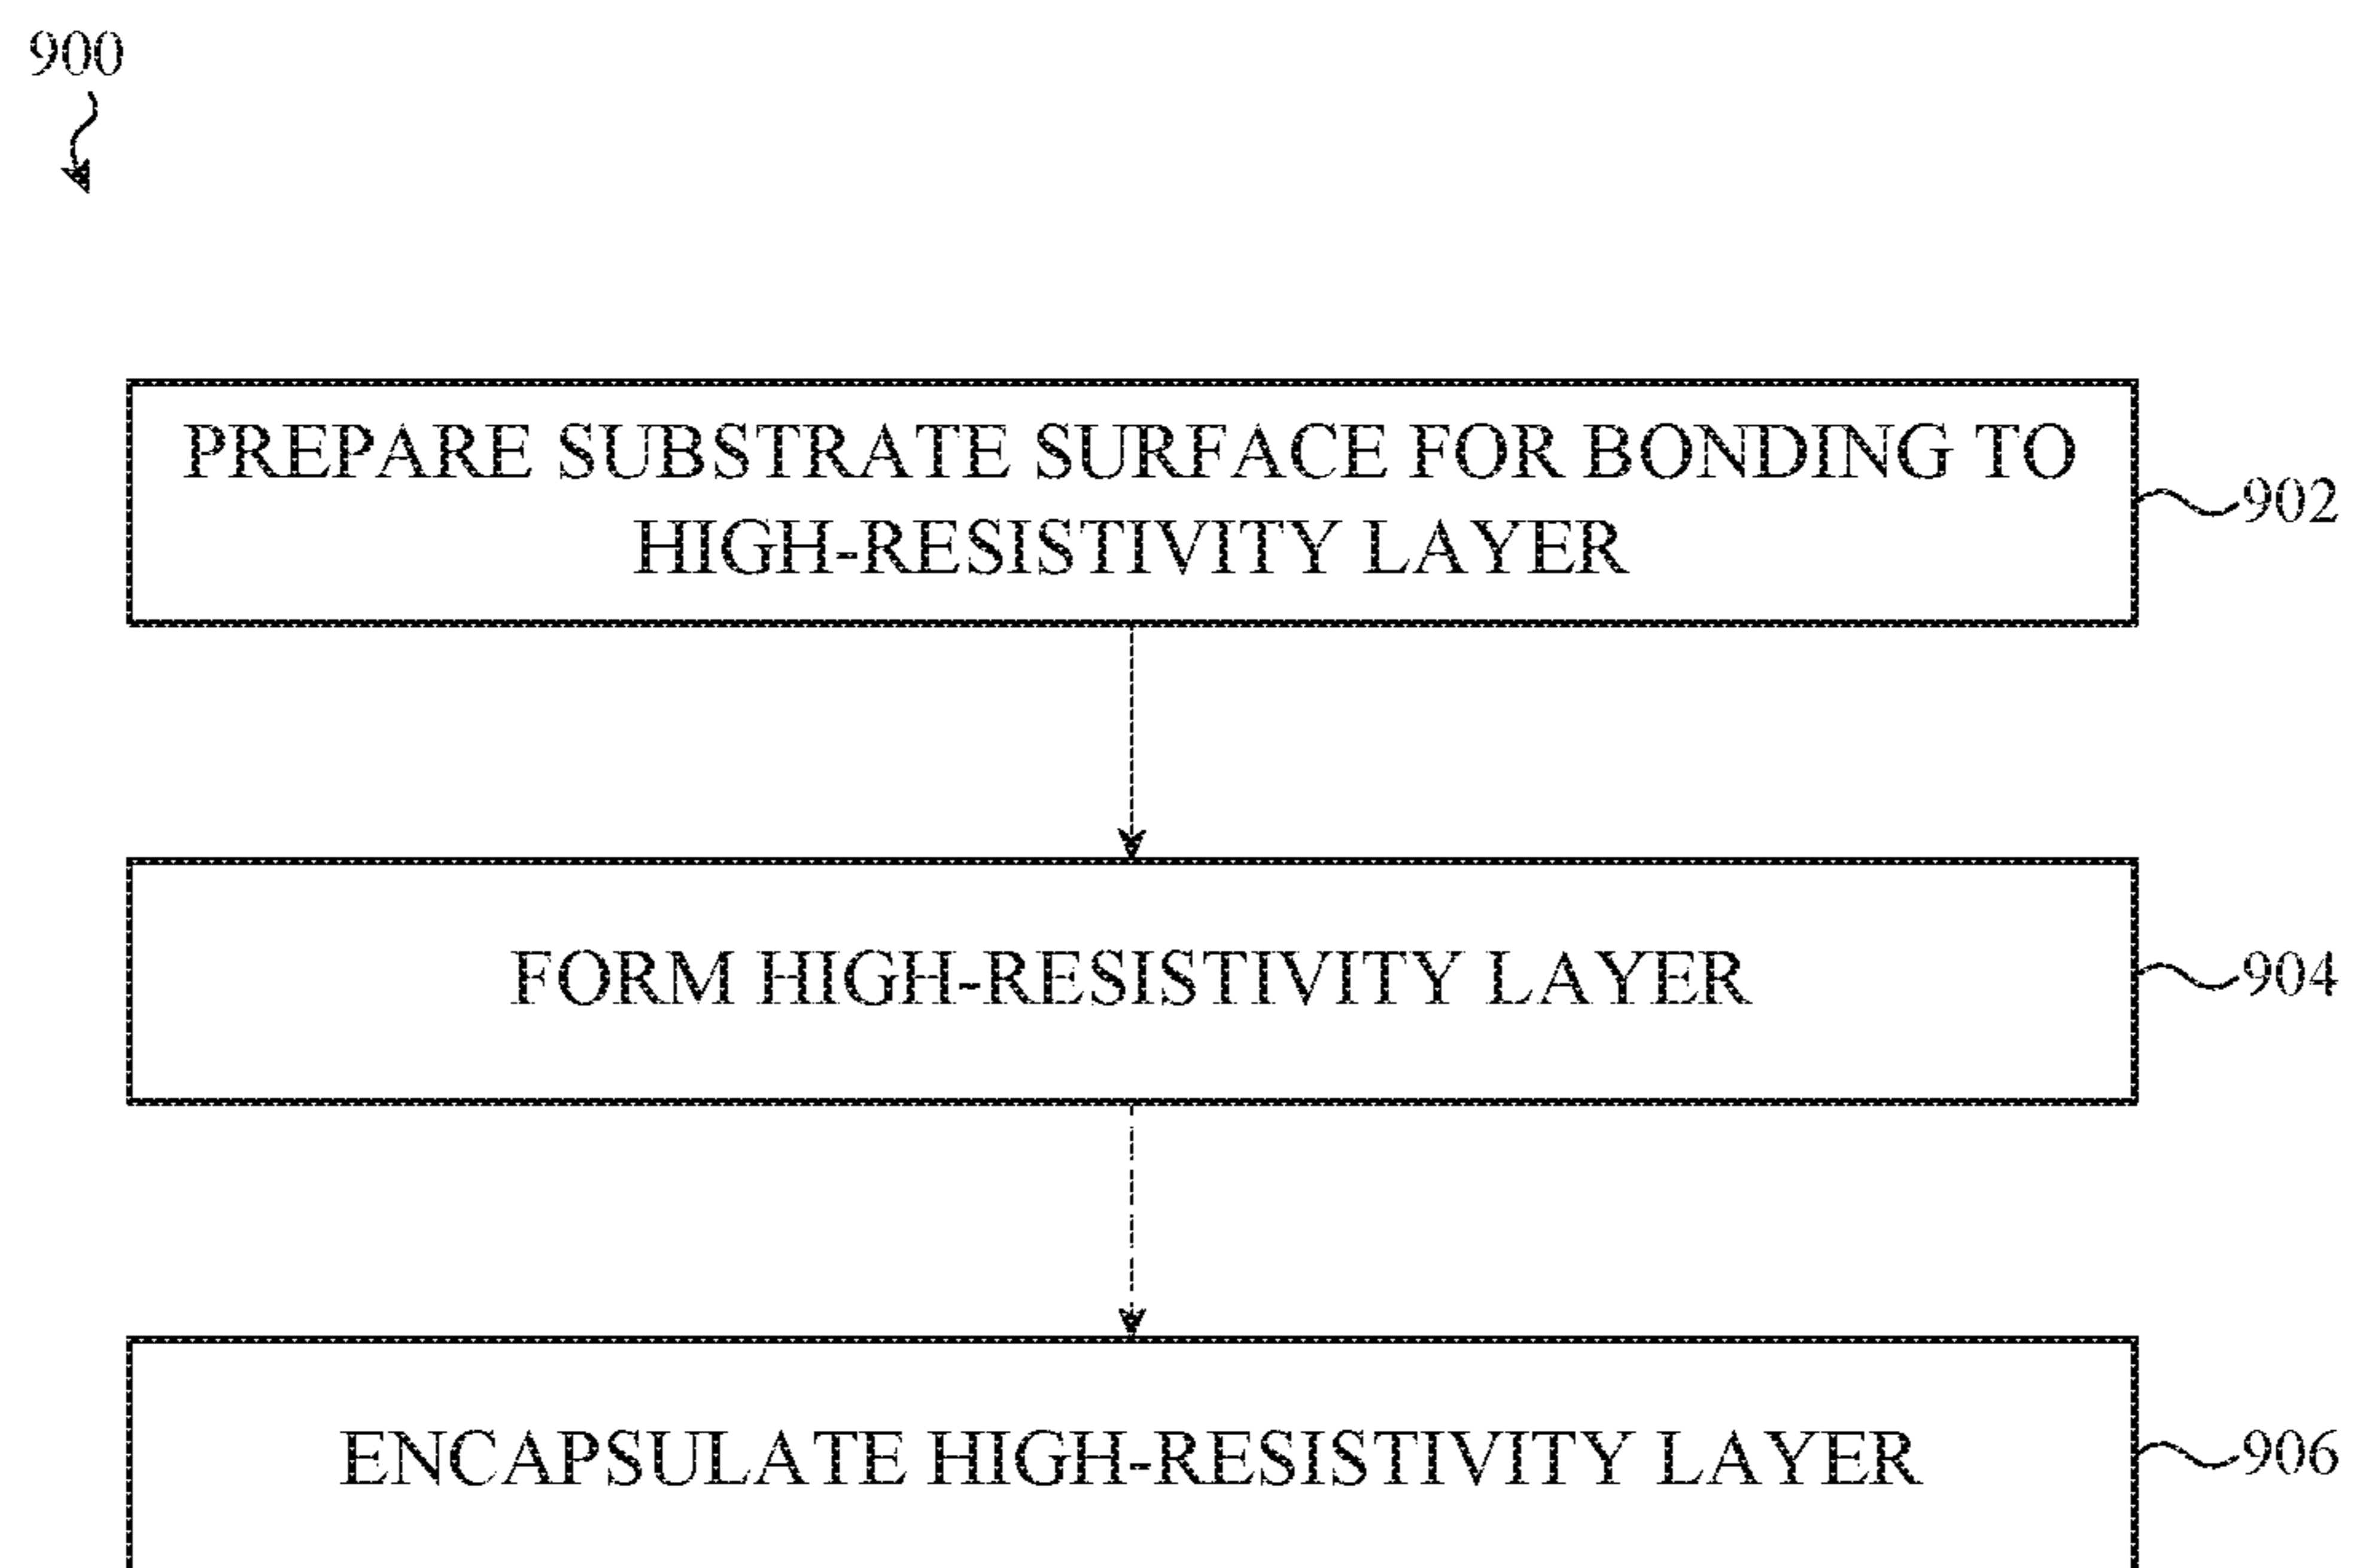 900
PREPARE SUBSTRATE SURFACE FOR BONDING TO
HIGH-RESISTIVITY LAYER
902
FORM HIGH-RESISTIVITY LAYER
904
ENCAPSULATE HIGH-RESISTIVITY LAYER
906